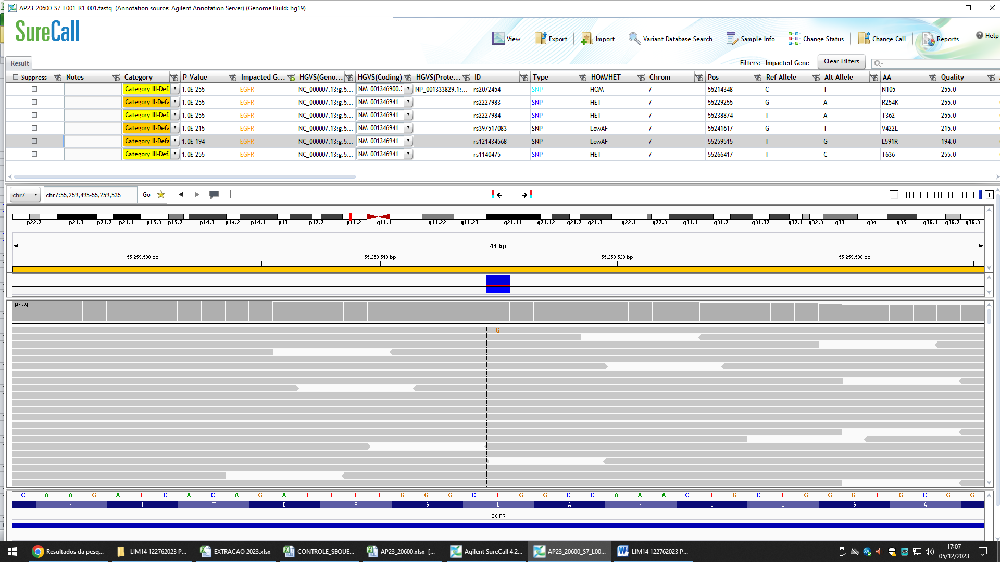 AP23_20600_S7_L001_R1_001.fastq (Annotation source: Agilent Annotation Server) (Genome Build: hg19)
SureCall
View Export Import Variant Database Search Sample Info Change Status Change Call Reports Help
Result Filters: Impacted Gene Clear Filters
Suppress Notes Category P-Value Impacted G... HGVS(Geno... HGVS(Coding) HGVS(Prote... ID Type HOM/HET Chrom Pos Ref Allele Alt Allele AA Quality
Category III-Def 1.0E-255 EGFR NC_000007.13:g.5... NM_001346900.2 NP_001333829.1:... rs2072454 SNP HOM 7 55214348 C T N105 255.0
Category II-Defa 1.0E-255 EGFR NC_000007.13:g.5... NM_001346941 rs2227983 SNP HET 7 55229255 G A R254K 255.0
Category III-Def 1.0E-255 EGFR NC_000007.13:g.5... NM_001346941 rs2227984 SNP HET 7 55238874 T A T362 255.0
Category II-Defa 1.0E-215 EGFR NC_000007.13:g.5... NM_001346941 rs397517083 SNP LowAF 7 55241617 G T V422L 215.0
Category II-Defa 1.0E-194 EGFR NC_000007.13:g.5... NM_001346941 rs121434568 SNP LowAF 7 55259515 T G L591R 194.0
Category III-Def 1.0E-255 EGFR NC_000007.13:g.5... NM_001346941 rs1140475 SNP HET 7 55266417 T C T636 255.0
chr7 chr7:55,259,495-55,259,535 Go
p22.2 p21.3 p21.2 p21.1 p15.3 p15.2 p14.3 p14.2 p14.1 p13 p12.2 p11.2 q11.1 q11.22 q11.23 q21.11 q21.12 q21.2 q21.3 q22.1 q22.3 q31.1 q31.2 q31.32 q32.1 q32.3 q33 q34 q35 q36.1 q36.2 q36.3
41 bp
55,259,500 bp 55,259,510 bp 55,259,520 bp 55,259,530 bp
G
C A A G A T C A C A G A T T T T G G G C T G G C C A A A C T G C T G G G T G C G G
K I T D F G L A K L L G A
EGFR
Resultados da pesq... LIM14 122762023 P... EXTRACAO 2023.xlsx CONTROLE_SEQUE... AP23_20600.xlsx [... Agilent SureCall 4.2... AP23_20600_S7_L00... LIM14 122762023 P... 17:07
05/12/2023